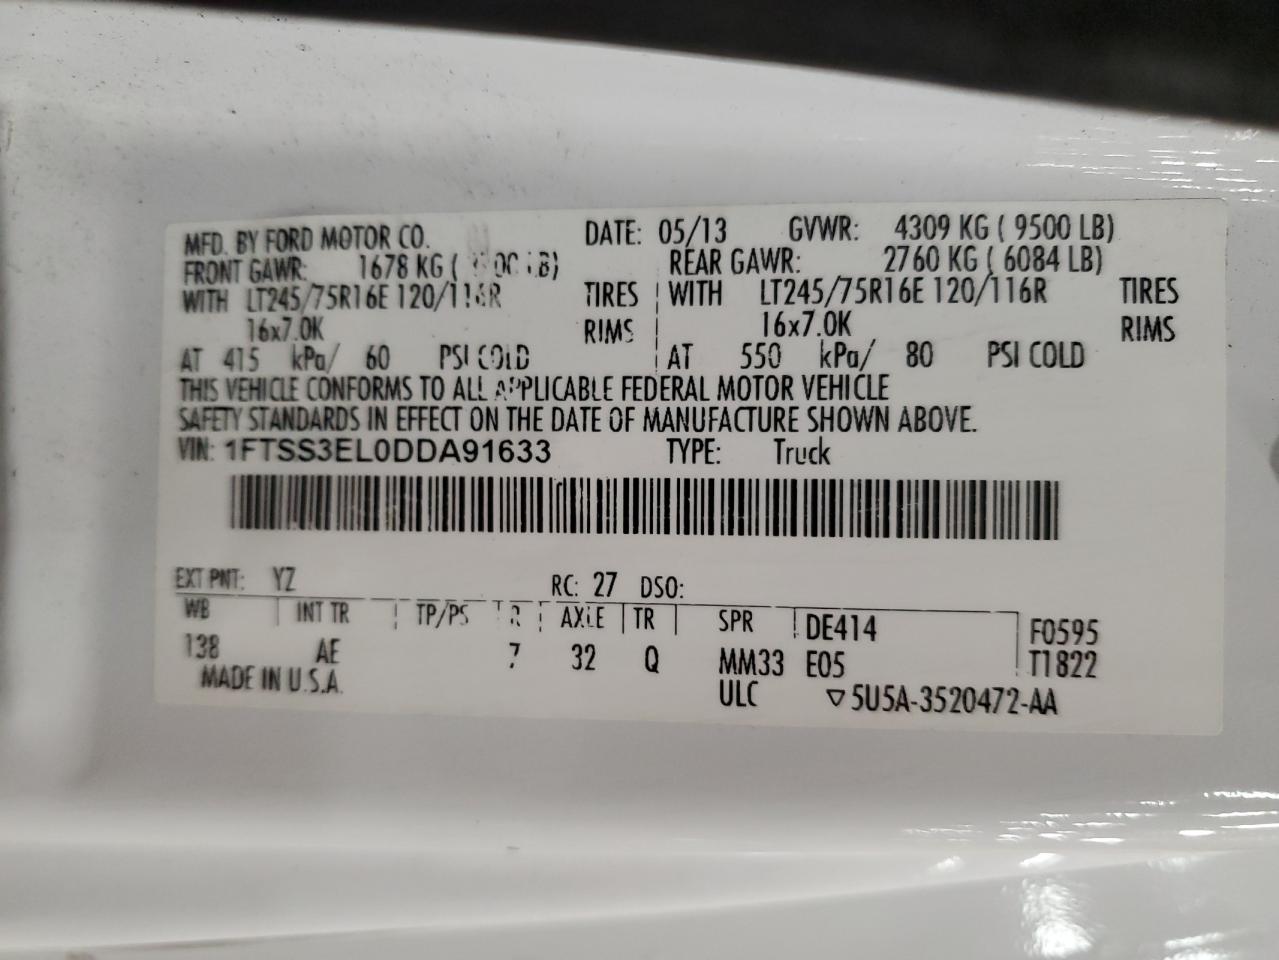 MFD. BY FORD MOTOR CO. DATE: 05/13 GVWR: 4309 KG ( 9500 LB)
FRONT GAWR: 1678 KG ( LB) REAR GAWR: 2760 KG ( 6084 LB)
WITH LT245/75R16E 120/116R TIRES WITH LT245/75R16E 120/116R TIRES
16x7.0K RIMS 16x7.0K RIMS
AT 415 kPa/ 60 PSI COLD AT 550 kPa/ 80 PSI COLD
THIS VEHICLE CONFORMS TO ALL APPLICABLE FEDERAL MOTOR VEHICLE
SAFETY STANDARDS IN EFFECT ON THE DATE OF MANUFACTURE SHOWN ABOVE.
VIN: 1FTSS3EL0DDA91633 TYPE: Truck
EXT PNT: YZ RC: 27 DSO:
WB INT TR TP/PS R AXLE TR SPR DE414 F0595
138 AE 7 32 Q MM33 E05 T1822
MADE IN U.S.A. ULC ▽5U5A-3520472-AA